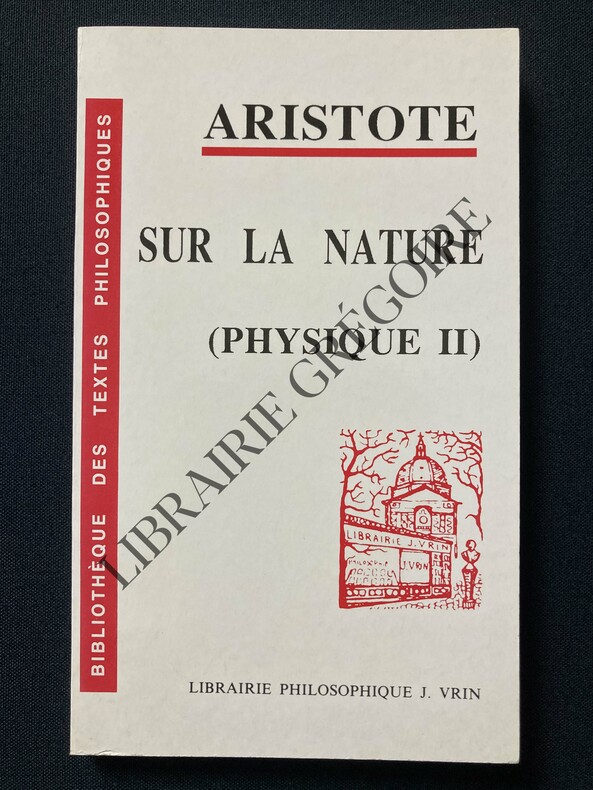 ARISTOTE
SUR LA NATURE
(PHYSIQUE II)
BIBLIOTHÈQUE DES TEXTES PHILOSOPHIQUES
LIBRAIRIE J. VRIN
J. VRIN
LIBRAIRIE PHILOSOPHIQUE J. VRIN
LIBRAIRIE GRÉGOIRE